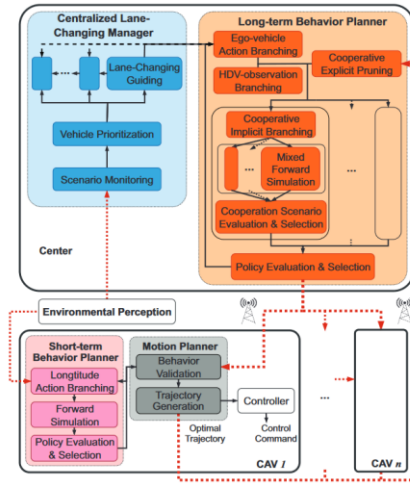 Centralized Lane-
Changing Manager
Long-term Behavior Planner
Ego-vehicle
Action Branching
Lane-Changing
Guiding
HDV-observation
Branching
Cooperative
Explicit Pruning
Cooperative
Implicit Branching
Vehicle Prioritization
Mixed
Forward
Simulation
Scenario Monitoring
Cooperation Scenario
Evaluation & Selection
Center
Policy Evaluation & Selection
Environmental Perception
Short-term
Behavior Planner
Motion Planner
Behavior
Validation
Longtitude
Action Branching
Trajectory
Generation
Controller
Forward
Simulation
Optimal
Trajectory
Control
Command
Policy Evaluation
& Selection
CAV 1
CAV n